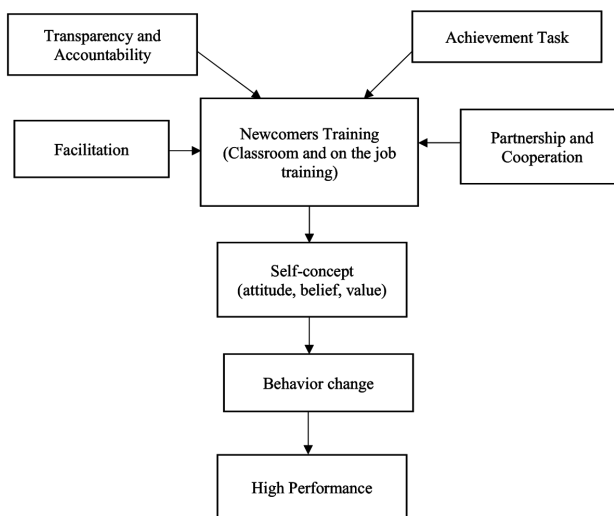 Transparency and
Accountability
Achievement Task
Facilitation
Newcomers Training
(Classroom and on the job
training)
Partnership and
Cooperation
Self-concept
(attitude, belief, value)
Behavior change
High Performance